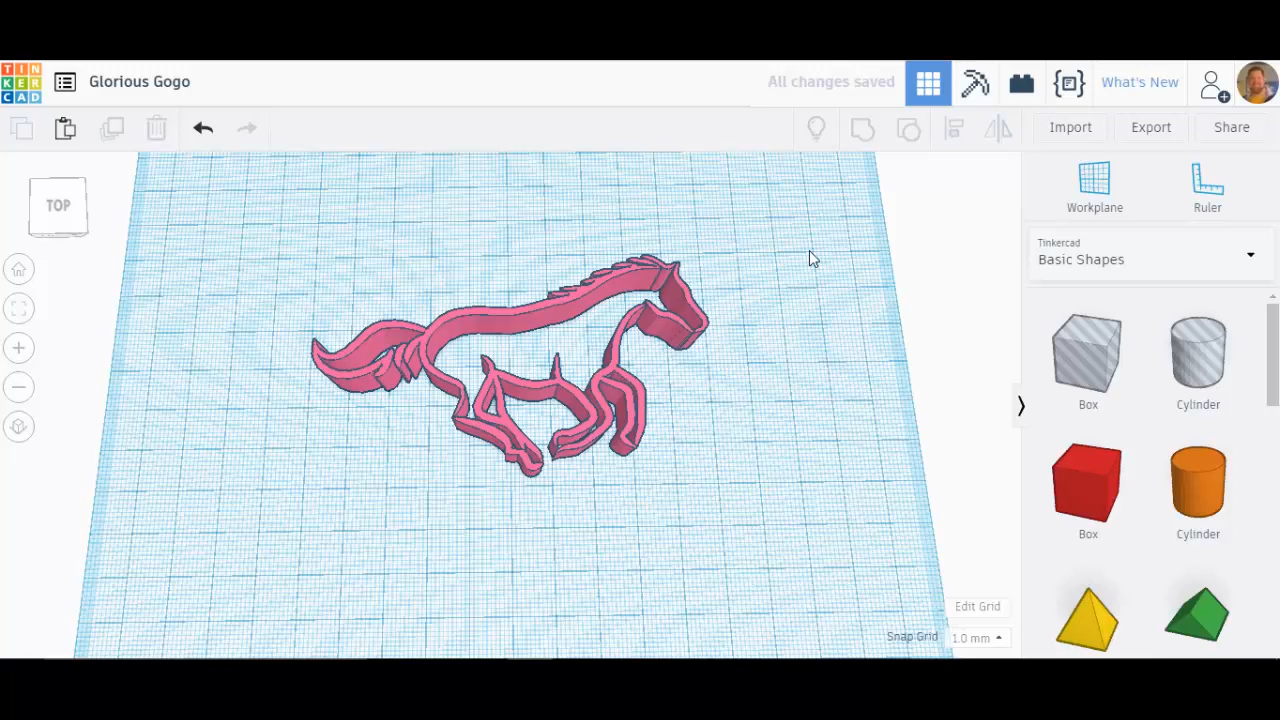 TIN
KER
CAD
Glorious Gogo
All changes saved
What's New
Import
Export
Share
TOP
Workplane
Ruler
Tinkercad
Basic Shapes
Box
Cylinder
Box
Cylinder
Edit Grid
Snap Grid
1.0 mm